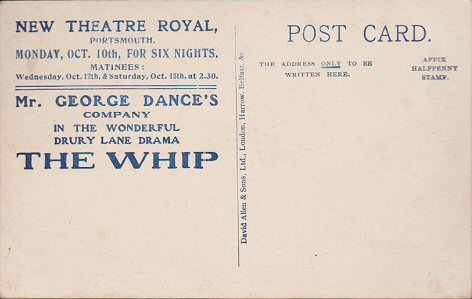 NEW THEATRE ROYAL,
PORTSMOUTH.
MONDAY, OCT. 10th, FOR SIX NIGHTS.
MATINEES:
Wednesday, Oct. 12th, & Saturday, Oct. 15th, at 2.30.
Mr. GEORGE DANCE'S
COMPANY
IN THE WONDERFUL
DRURY LANE DRAMA
THE WHIP
David Allen & Sons, Ltd., London, Harrow, Belfast, &c.
POST CARD.
THE ADDRESS ONLY TO BE
WRITTEN HERE.
AFFIX
HALFPENNY
STAMP.